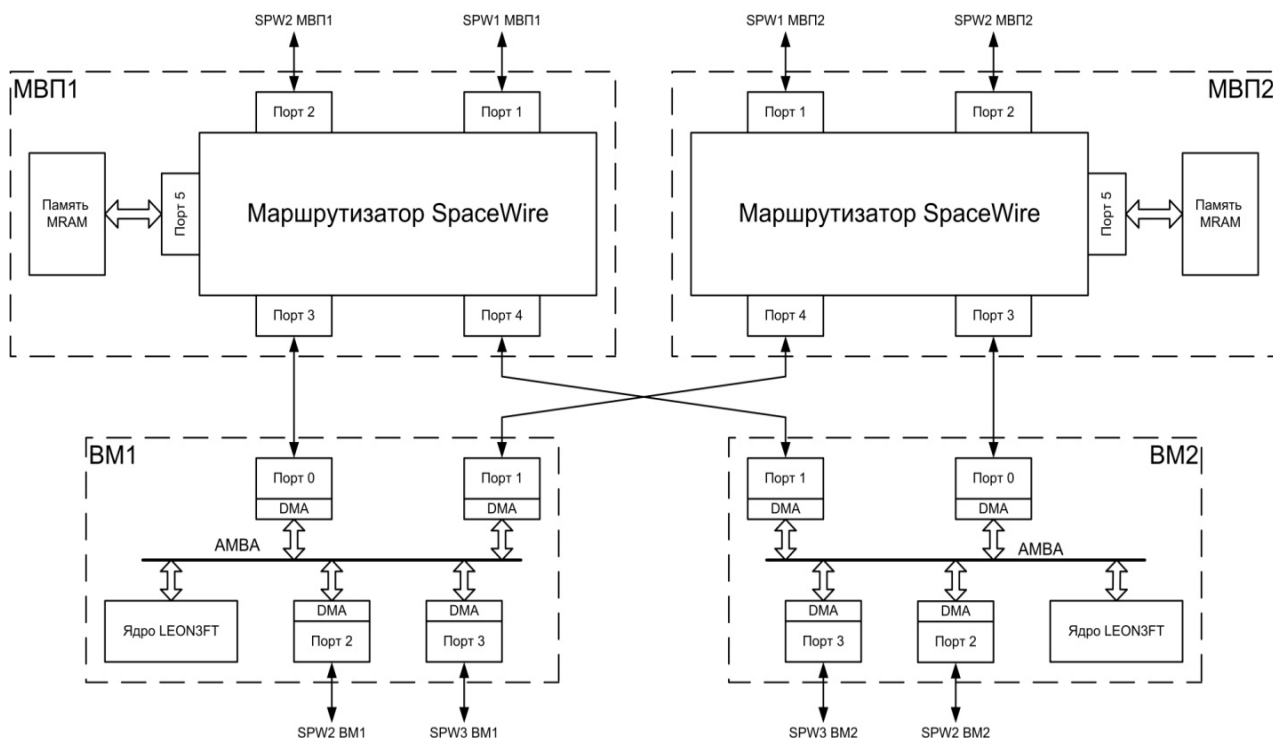 SPW2 МВП1
SPW1 МВП1
SPW1 МВП2
SPW2 МВП2
МВП1
МВП2
Порт 2
Порт 1
Порт 1
Порт 2
Память
MRAM
Порт 5
Маршрутизатор SpaceWire
Маршрутизатор SpaceWire
Порт 5
Память
MRAM
Порт 3
Порт 4
Порт 4
Порт 3
ВМ1
ВМ2
Порт 0
DMA
Порт 1
DMA
Порт 1
DMA
Порт 0
DMA
AMBA
AMBA
Ядро LEON3FT
DMA
Порт 2
DMA
Порт 3
DMA
Порт 3
DMA
Порт 2
Ядро LEON3FT
SPW2 ВМ1
SPW3 ВМ1
SPW3 ВМ2
SPW2 ВМ2